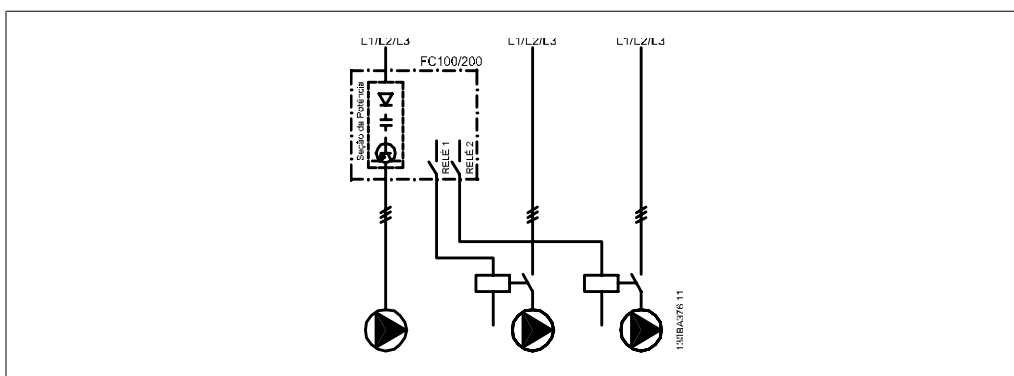 L1/L2/L3
L1/L2/L3
L1/L2/L3
FC100/200
Seção da Potência
RELÉ 1
RELÉ 2
130BA376.11